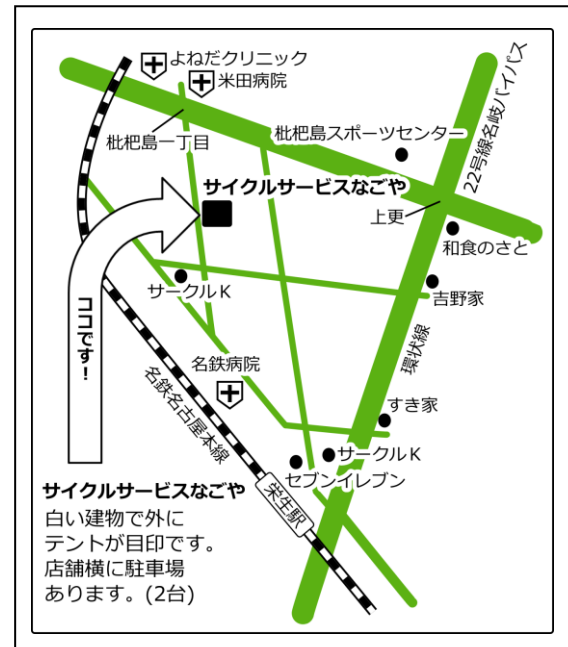 よねだクリニック
米田病院
枇杷島一丁目
枇杷島スポーツセンター
22号線名岐バイパス
サイクルサービスなごや
上更
和食のさと
サークルK
吉野家
ココです!
環状線
名鉄病院
名鉄名古屋本線
すき家
サークルK
セブンイレブン
栄生駅
サイクルサービスなごや
白い建物で外に
テントが目印です。
店舗横に駐車場
あります。(2台)